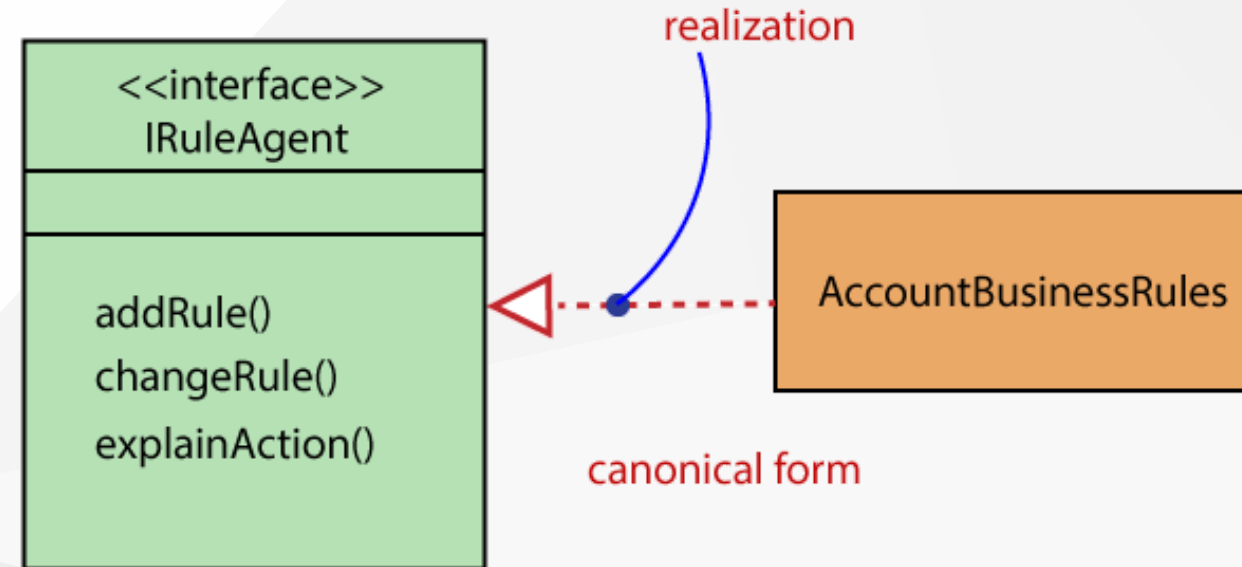 realization
<<interface>>
IRuleAgent
addRule()
changeRule()
explainAction()
AccountBusinessRules
canonical form